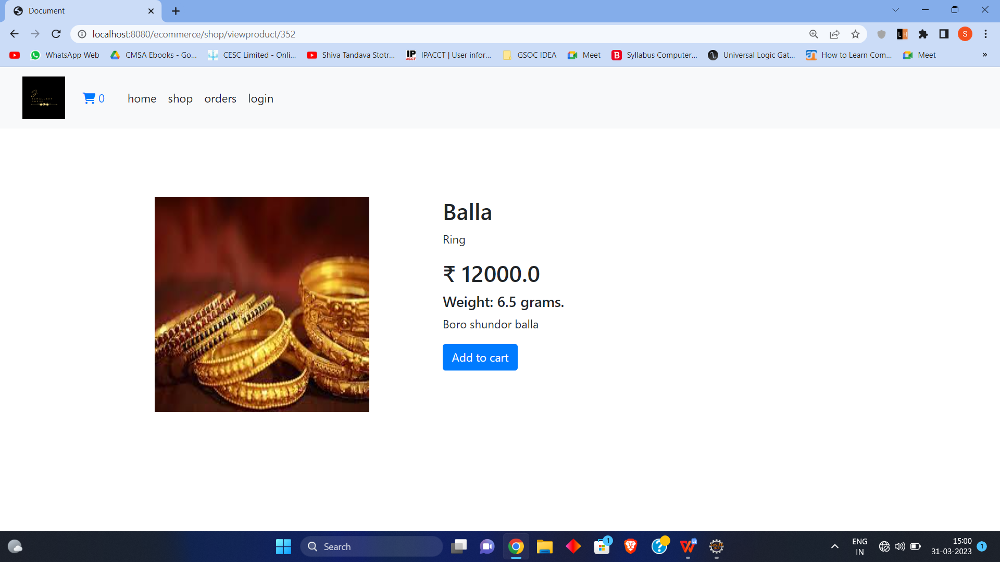 Document
localhost:8080/ecommerce/shop/viewproduct/352
S
WhatsApp Web
CMSA Ebooks - Go...
CESC Limited - Onli...
Shiva Tandava Stotr...
IPACCT | User infor...
GSOC IDEA
Meet
Syllabus Computer...
Universal Logic Gat...
How to Learn Com...
Meet
»
JEWELLERY
0
home
shop
orders
login
Balla
Ring
₹ 12000.0
Weight: 6.5 grams.
Boro shundor balla
Add to cart
Search
1
ENG
IN
15:00
31-03-2023
1